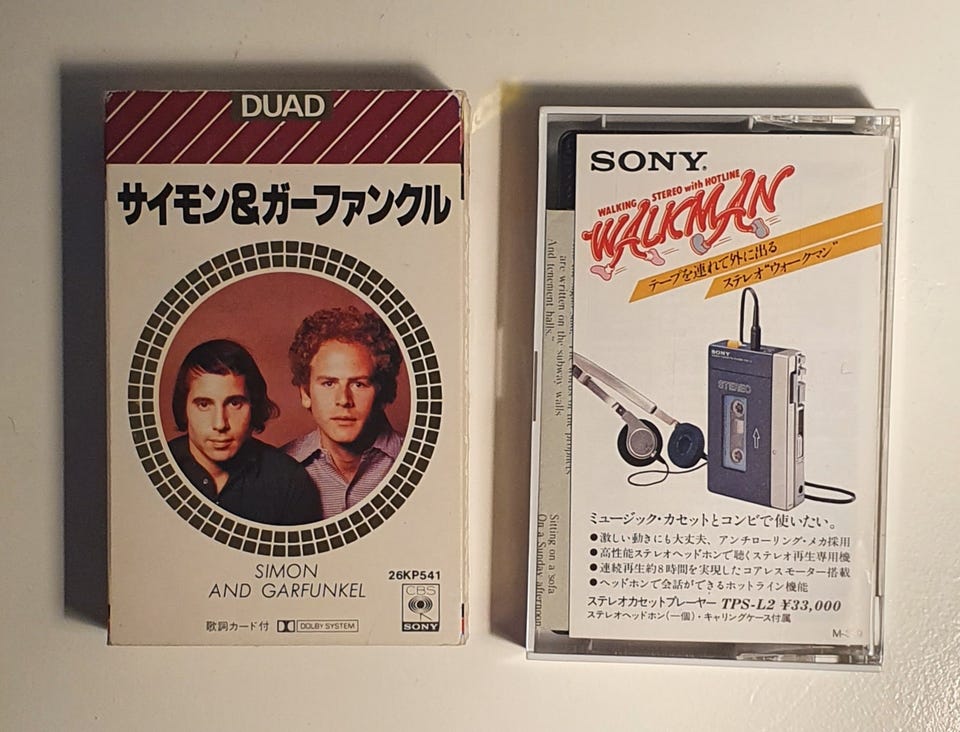 DUAD
サイモン&ガーファンクル
SIMON
AND GARFUNKEL
26KP541
CBS
SONY
歌詞カード付 DOLBY SYSTEM
SONY®
WALKING STEREO with HOTLINE
WALKMAN
テープを連れて外に出る
ステレオ"ウォークマン"
SONY
STEREO
ミュージック・カセットとコンビで使いたい。
●激しい動きにも大丈夫、アンチローリング・メカ採用
●高性能ステレオヘッドホンで聴くステレオ再生専用機
●連続再生約8時間を実現したコアレスモーター搭載
●ヘッドホンで会話ができるホットライン機能
ステレオカセットプレーヤー TPS-L2 ¥33,000
ステレオヘッドホン(一個)・キャリングケース付属
are written on the subway walls
And tenement halls."
Sitting on a sofa
On a Sunday afternoon